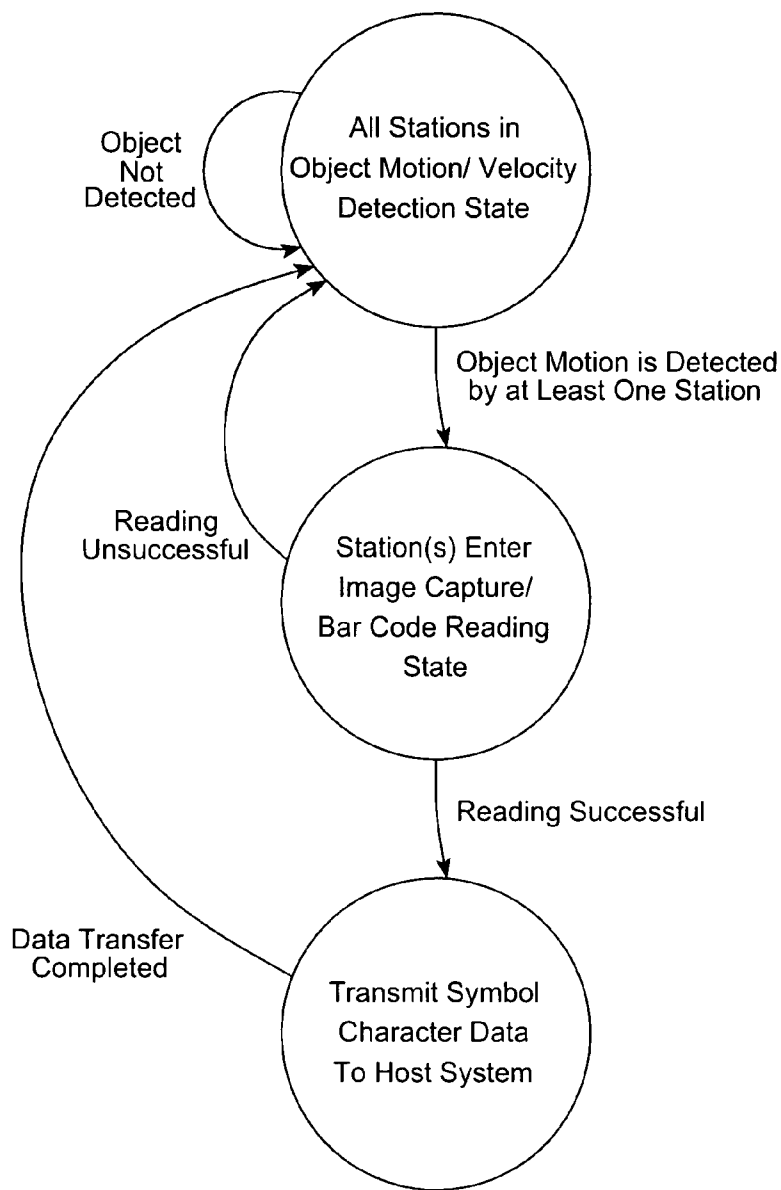 All Stations in
Object Motion/ Velocity
Detection State
Object
Not
Detected
Object Motion is Detected
by at Least One Station
Reading
Unsuccessful
Station(s) Enter
Image Capture/
Bar Code Reading
State
Reading Successful
Data Transfer
Completed
Transmit Symbol
Character Data
To Host System